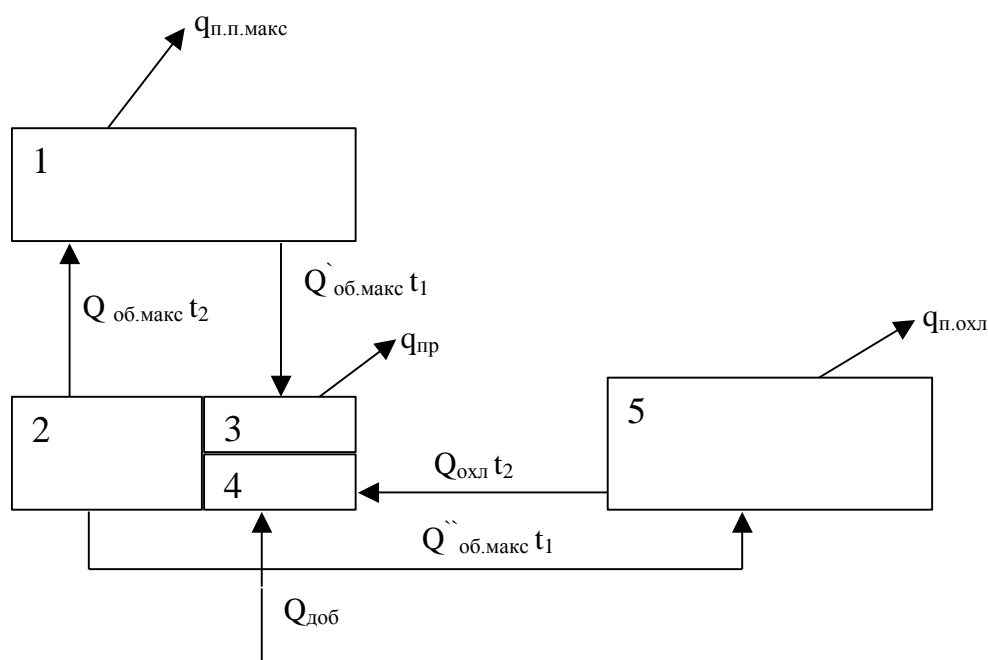 qп.п.макс
1
Q`об.макс t1
Q об.макс t2
qп.охл
qпр
2
3
5
4
Qохл t2
Q``об.макс t1
Qдоб